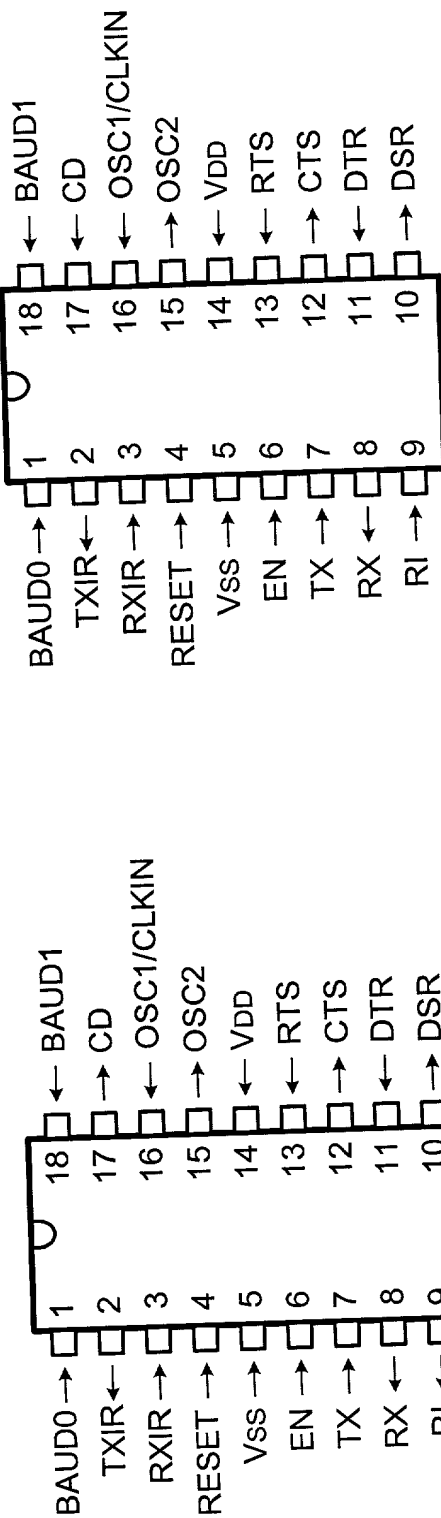 BAUD0 → 1 18 ← BAUD1
TXIR ← 2 17 ← CD
RXIR → 3 16 ← OSC1/CLKIN
RESET → 4 15 → OSC2
VSS → 5 14 ← VDD
EN → 6 13 ← RTS
TX → 7 12 → CTS
RX ← 8 11 ← DTR
RI → 9 10 → DSR
BAUD0 → 1 18 ← BAUD1
TXIR ← 2 17 → CD
RXIR → 3 16 ← OSC1/CLKIN
RESET → 4 15 → OSC2
VSS → 5 14 ← VDD
EN → 6 13 ← RTS
TX → 7 12 → CTS
RX ← 8 11 ← DTR
RI ← 9 10 → DSR